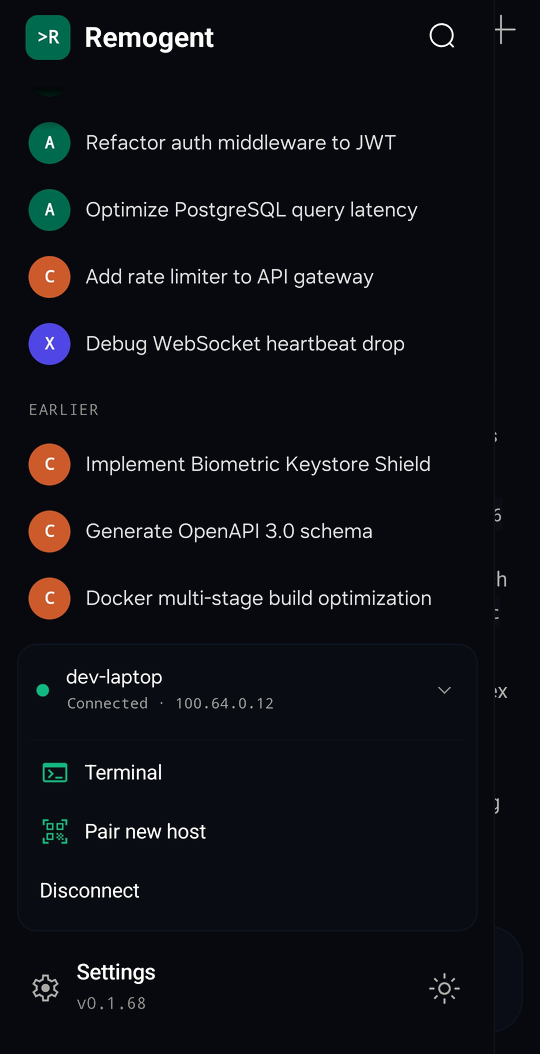 >R Remogent
A Refactor auth middleware to JWT
A Optimize PostgreSQL query latency
C Add rate limiter to API gateway
X Debug WebSocket heartbeat drop
EARLIER
C Implement Biometric Keystore Shield
C Generate OpenAPI 3.0 schema
C Docker multi-stage build optimization
dev-laptop
Connected · 100.64.0.12
Terminal
Pair new host
Disconnect
Settings
v0.1.68